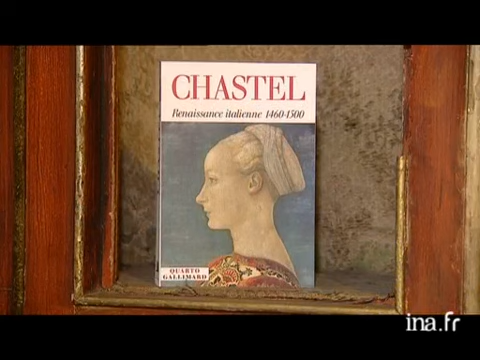 CHASTEL
Renaissance italienne 1460-1500
QUARTO
GALLIMARD
ina.fr